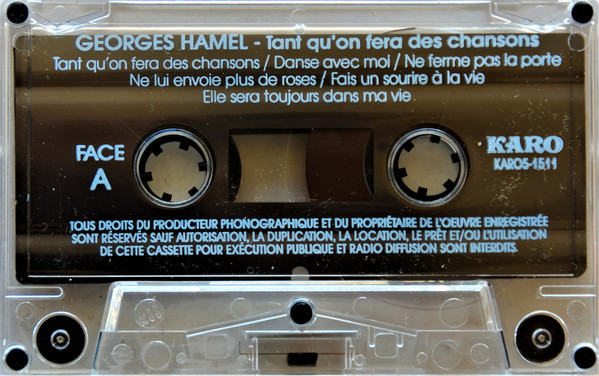 GEORGES HAMEL - Tant qu'on fera des chansons
Tant qu'on fera des chansons / Danse avec moi / Ne ferme pas la porte
Ne lui envoie plus de roses / Fais un sourire à la vie
Elle sera toujours dans ma vie
FACE
A
KARO
KARO5-1511
TOUS DROITS DU PRODUCTEUR PHONOGRAPHIQUE ET DU PROPRIÉTAIRE DE L'OEUVRE ENREGISTRÉE
SONT RÉSERVÉS SAUF AUTORISATION, LA DUPLICATION, LA LOCATION, LE PRÊT ET/OU L'UTILISATION
DE CETTE CASSETTE POUR EXÉCUTION PUBLIQUE ET RADIO DIFFUSION SONT INTERDITS.